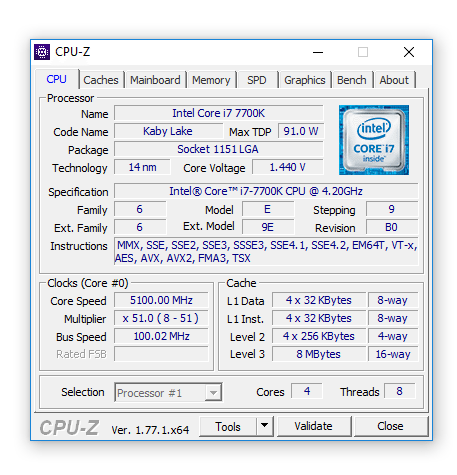 CPU-Z
CPU Caches Mainboard Memory SPD Graphics Bench About
Processor
Name Intel Core i7 7700K
Code Name Kaby Lake Max TDP 91.0 W
Package Socket 1151 LGA
Technology 14 nm Core Voltage 1.440 V
intel
CORE i7
inside™
Specification Intel® Core™ i7-7700K CPU @ 4.20GHz
Family 6 Model E Stepping 9
Ext. Family 6 Ext. Model 9E Revision B0
Instructions MMX, SSE, SSE2, SSE3, SSSE3, SSE4.1, SSE4.2, EM64T, VT-x,
AES, AVX, AVX2, FMA3, TSX
Clocks (Core #0)
Core Speed 5100.00 MHz
Multiplier x 51.0 ( 8 - 51 )
Bus Speed 100.02 MHz
Rated FSB
Cache
L1 Data 4 x 32 KBytes 8-way
L1 Inst. 4 x 32 KBytes 8-way
Level 2 4 x 256 KBytes 4-way
Level 3 8 MBytes 16-way
Selection Processor #1 Cores 4 Threads 8
CPU-Z Ver. 1.77.1.x64 Tools Validate Close